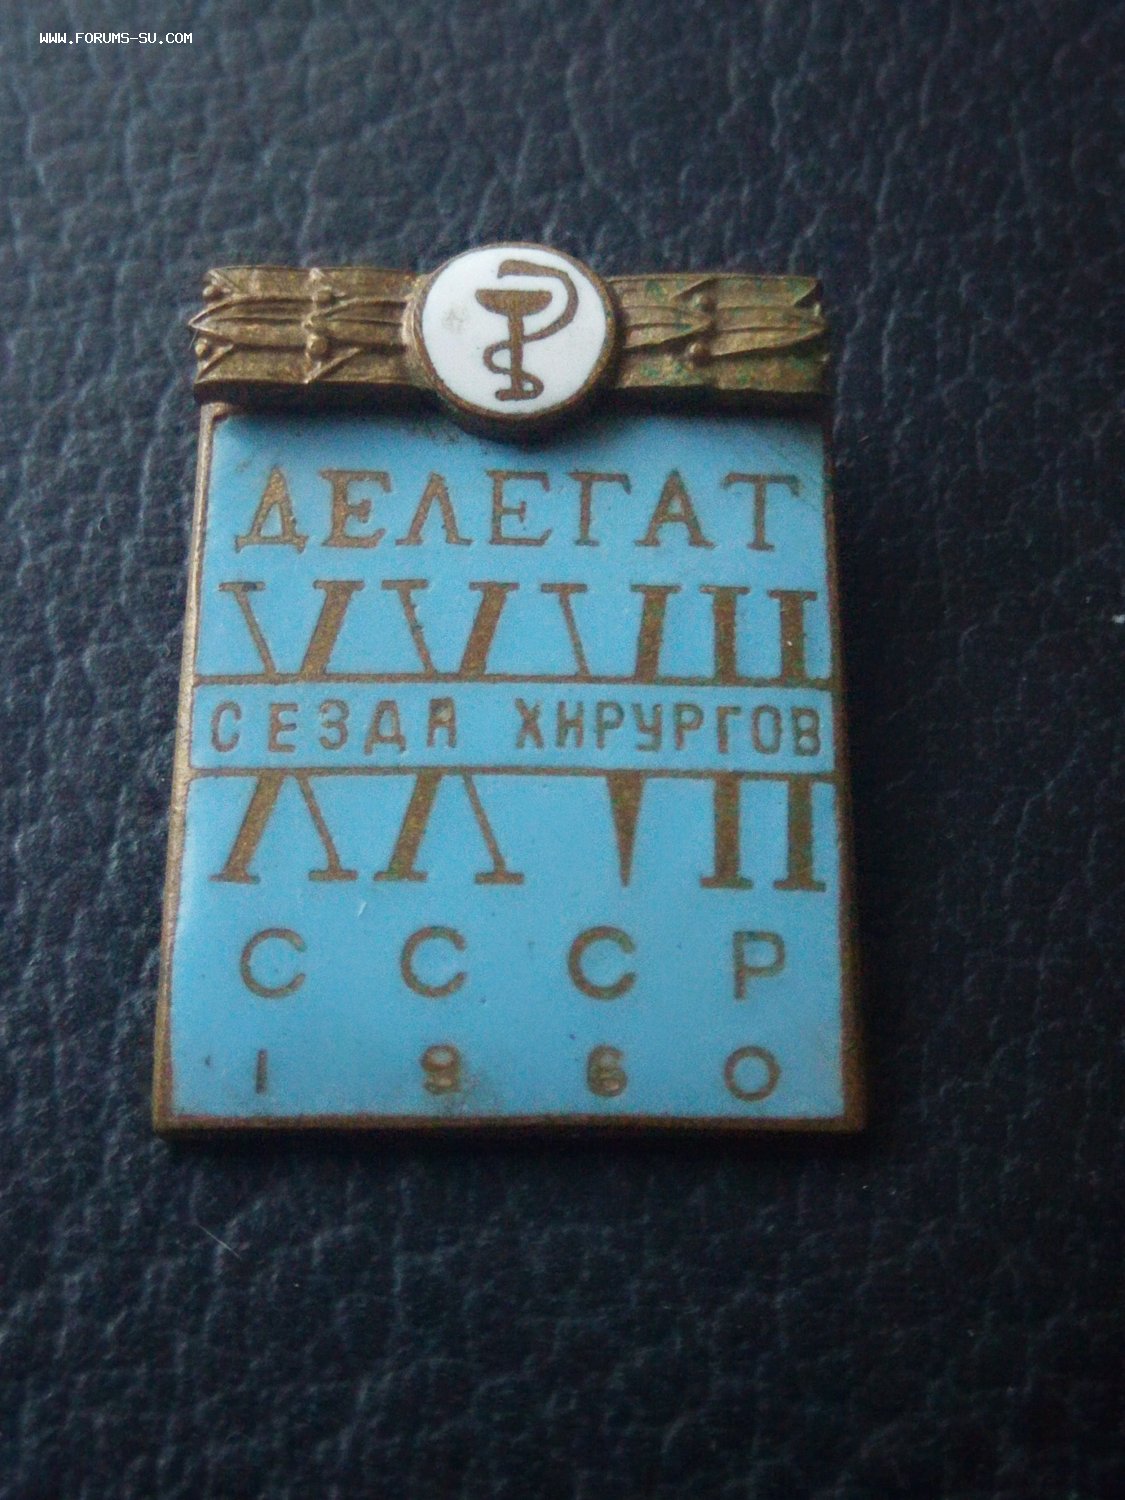 WWW.FORUMS-SU.COM
ДЕЛЕГАТ
XXVII
СЕЗДА ХИРУРГОВ
СССР
1960